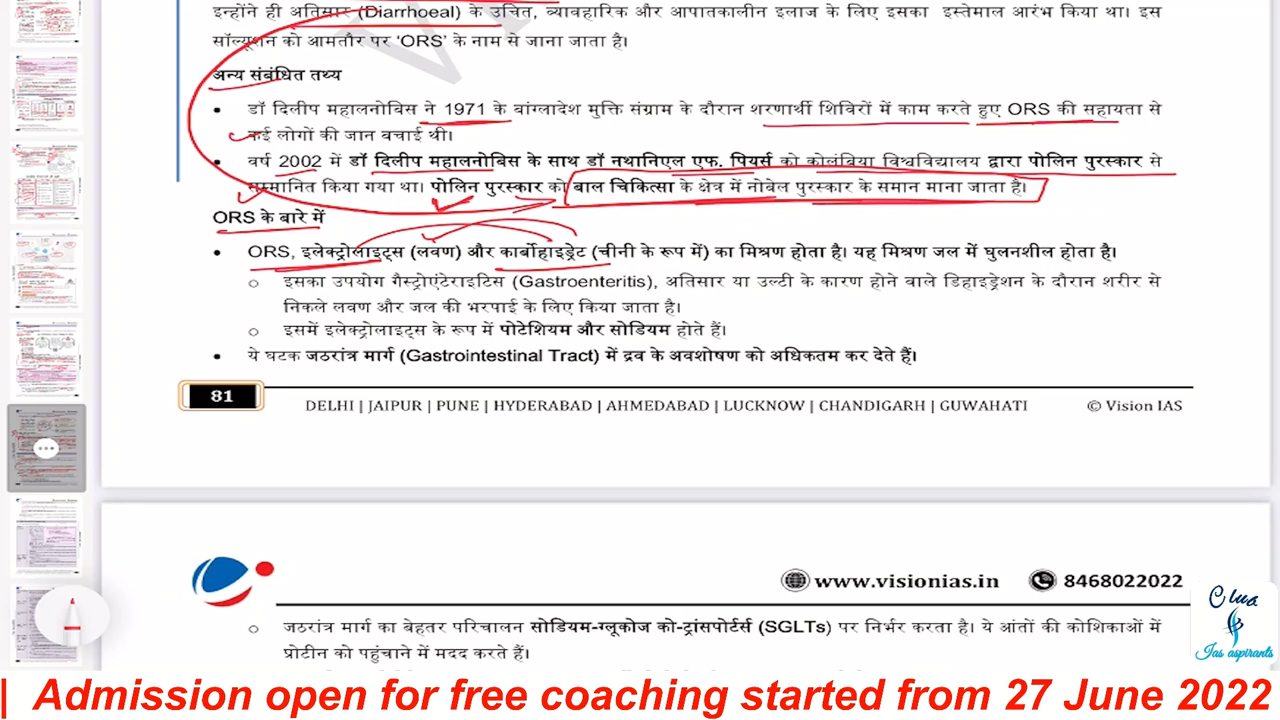 इन्होंने ही अतिसार (Diarrhoeal) के उचित, व्यावहारिक और आपातकालीन इलाज के लिए इसका इस्तेमाल आरंभ किया था। इस
सॉल्यूशन को आमतौर पर ‘ORS’ के नाम से जाना जाता है।
अन्य संबंधित तथ्य
• डॉ दिलीप महालनोबिस ने 1971 के बांग्लादेश मुक्ति संग्राम के दौरान शरणार्थी शिविरों में काम करते हुए ORS की सहायता से
कई लोगों की जान बचाई थी।
• वर्ष 2002 में डॉ दिलीप महालनोबिस के साथ डॉ नथानिएल एफ. पियर्स को कोलंबिया विश्वविद्यालय द्वारा पोलिन पुरस्कार से
सम्मानित किया गया था। पोलिन पुरस्कार को बाल चिकित्सा के क्षेत्र में नोबेल पुरस्कार के समान माना जाता है।
ORS के बारे में
• ORS, इलेक्ट्रोलाइट्स (लवण) और कार्बोहाइड्रेट (चीनी के रूप में) का मिश्रण होता है। यह मिश्रण जल में घुलनशील होता है।
○ उपयोग (Gastroenteritis), अतिसार या उल्टी के कारण होने वाले डिहाइड्रेशन के दौरान शरीर से
निकले लवण और जल की भरपाई के लिए किया जाता है।
○ इसमें इलेक्ट्रोलाइट्स के रूप में पोटेशियम और सोडियम होते हैं।
• ये घटक जठरांत्र मार्ग (Gastrointestinal Tract) में द्रव के अवशोषण को अधिकतम कर देते हैं।
81
DELHI | JAIPUR | PUNE | HYDERABAD | AHMEDABAD | LUCKNOW | CHANDIGARH | GUWAHATI © Vision IAS
www.visionias.in 8468022022
○ जठरांत्र मार्ग का बेहतर परिचालन सोडियम-ग्लूकोज को-ट्रांसपोर्टर्स (SGLTs) पर निर्भर करता है। ये आंतों की कोशिकाओं में
प्रोटीन को पहुंचाने में मदद करते हैं।
Clue
Ias aspirants
| Admission open for free coaching started from 27 June 2022